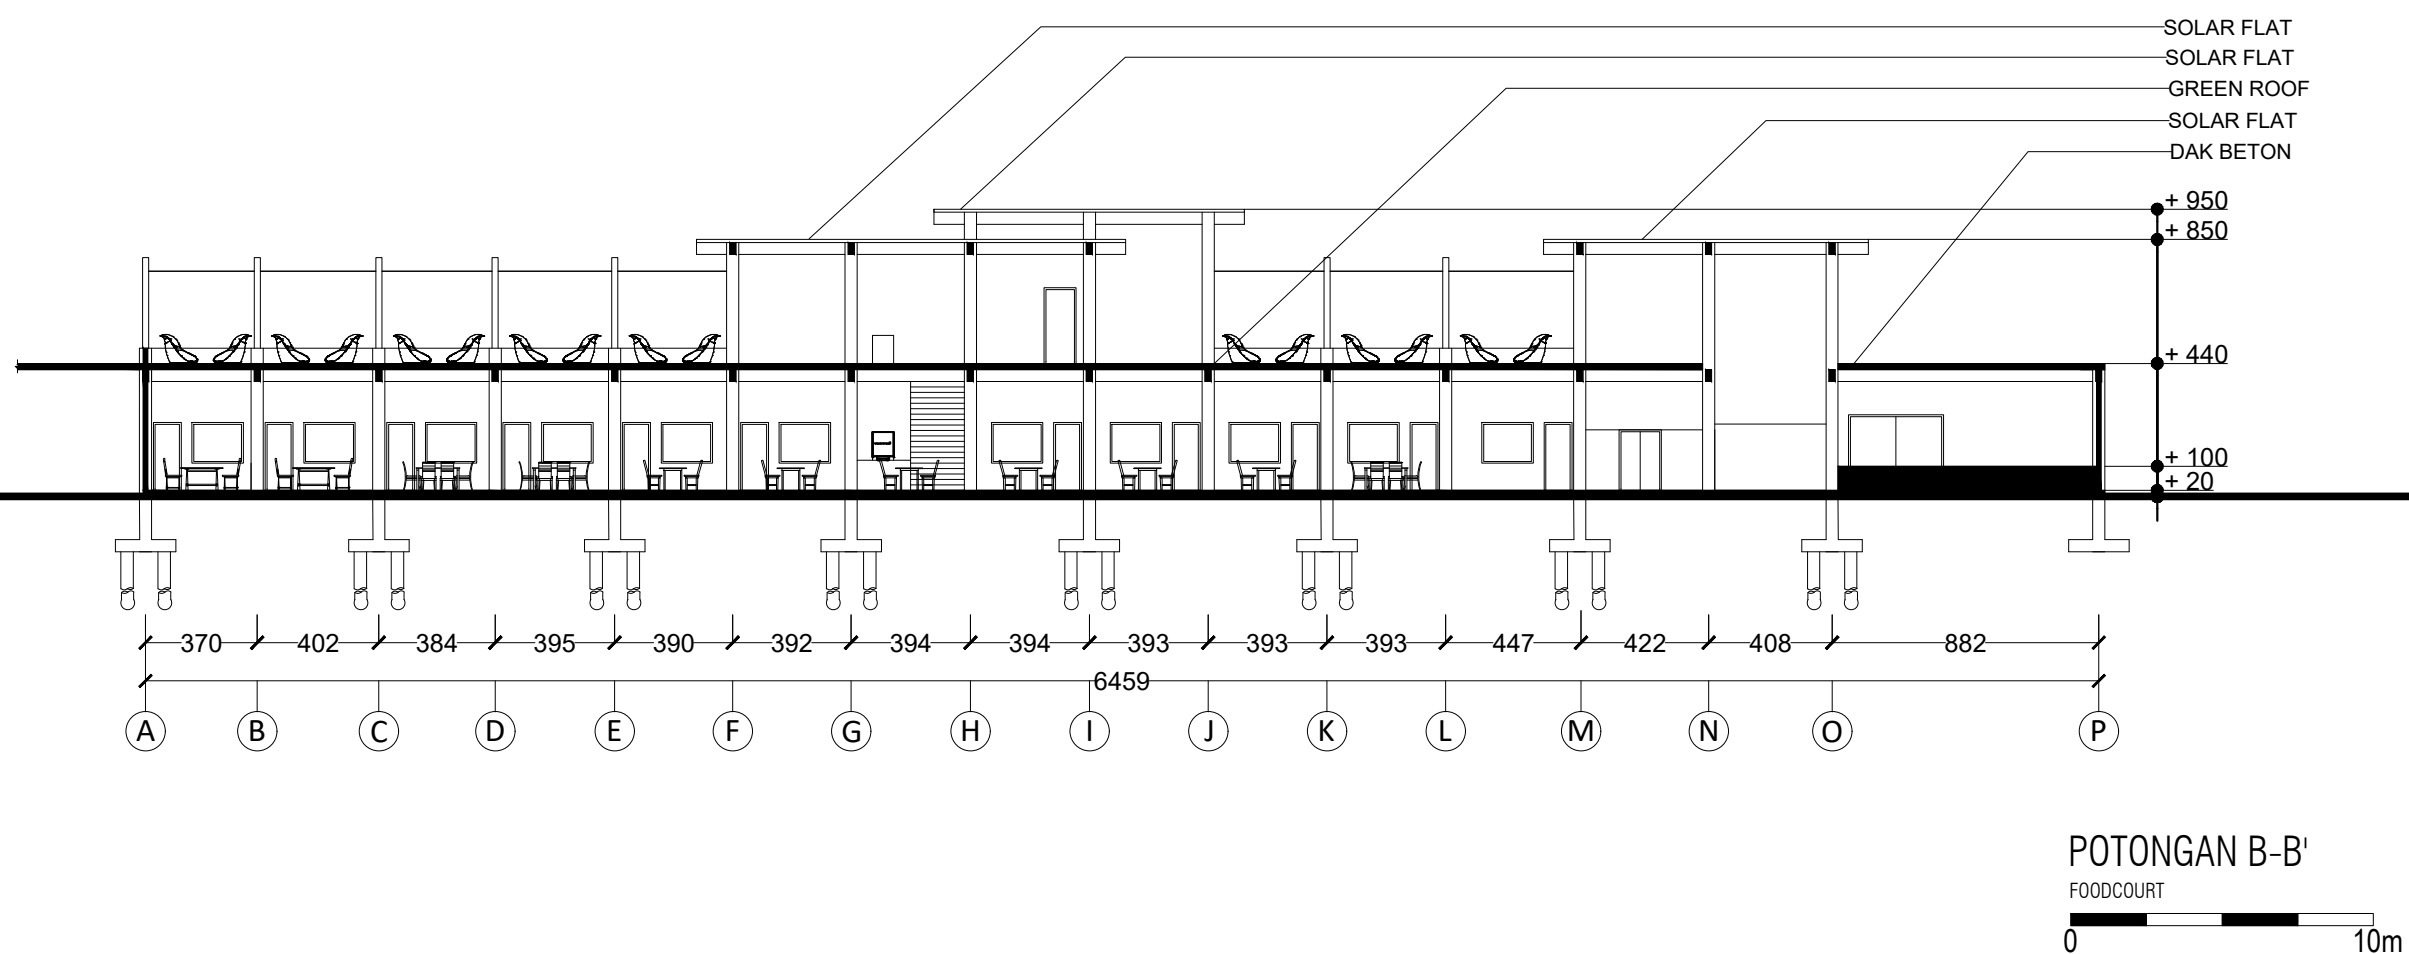 SOLAR FLAT
SOLAR FLAT
GREEN ROOF
SOLAR FLAT
DAK BETON
+ 950
+ 850
+ 440
+ 100
+ 20
370 402 384 395 390 392 394 394 393 393 393 447 422 408 882
6459
A B C D E F G H I J K L M N O P
POTONGAN B-B'
FOODCOURT
0 10m